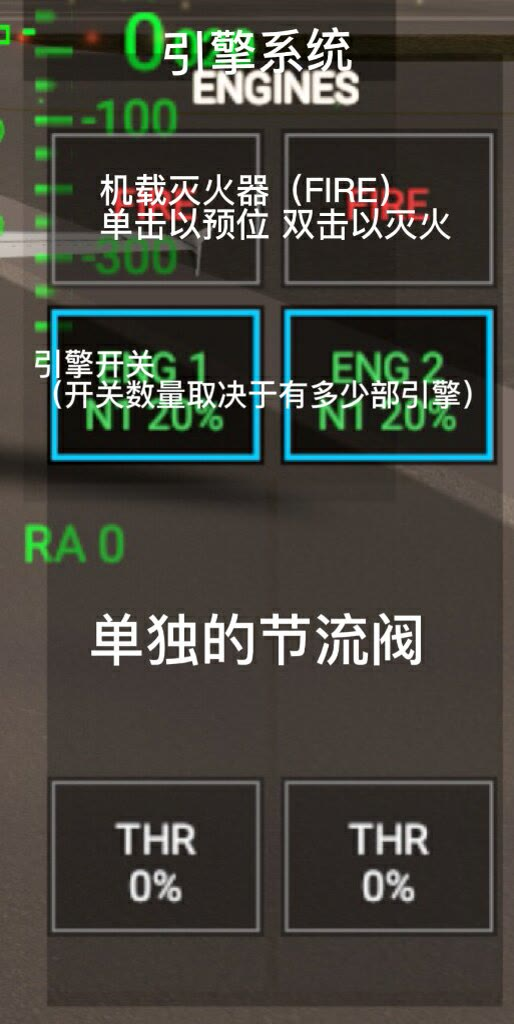 引擎系统
ENGINES
-100
FIRE FIRE
机载灭火器（FIRE）
单击以预位 双击以灭火
-300
ENG 1 ENG 2
引擎开关
（开关数量取决于有多少部引擎）
N1 20% N1 20%
RA 0
单独的节流阀
THR THR
0% 0%